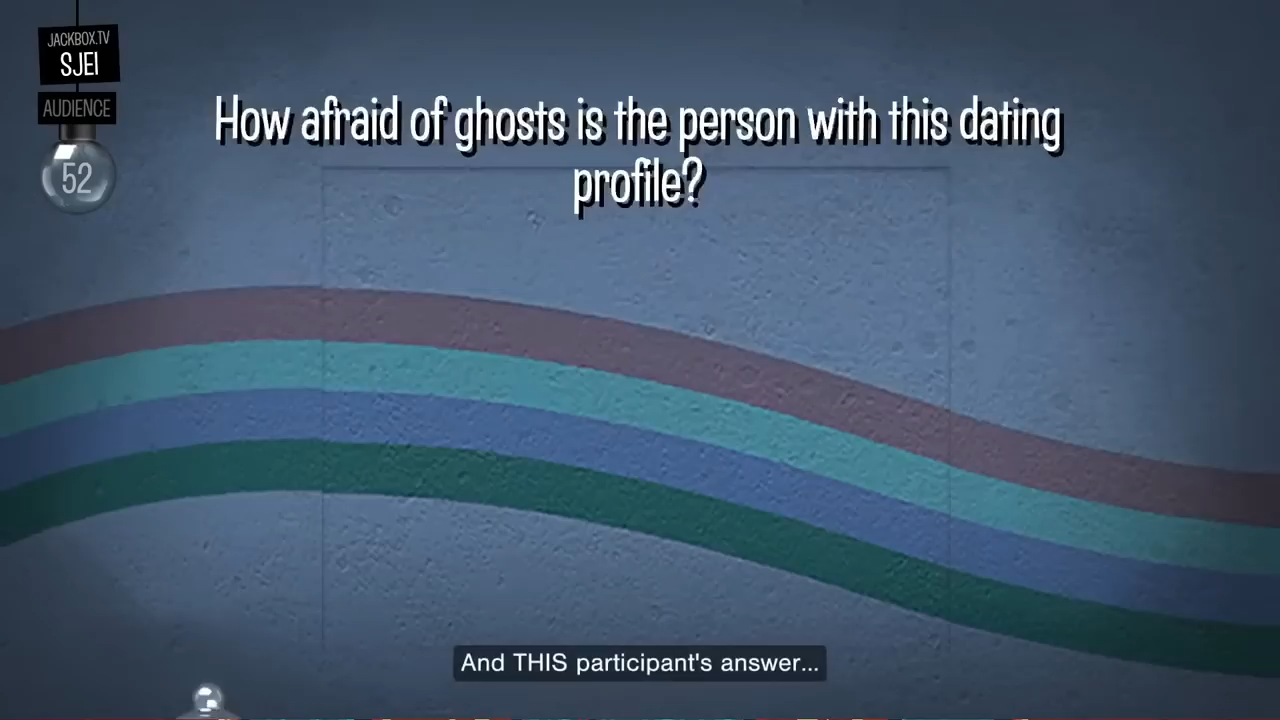 JACKBOX.TV
SJEI
AUDIENCE
52
How afraid of ghosts is the person with this dating
profile?
And THIS participant's answer...